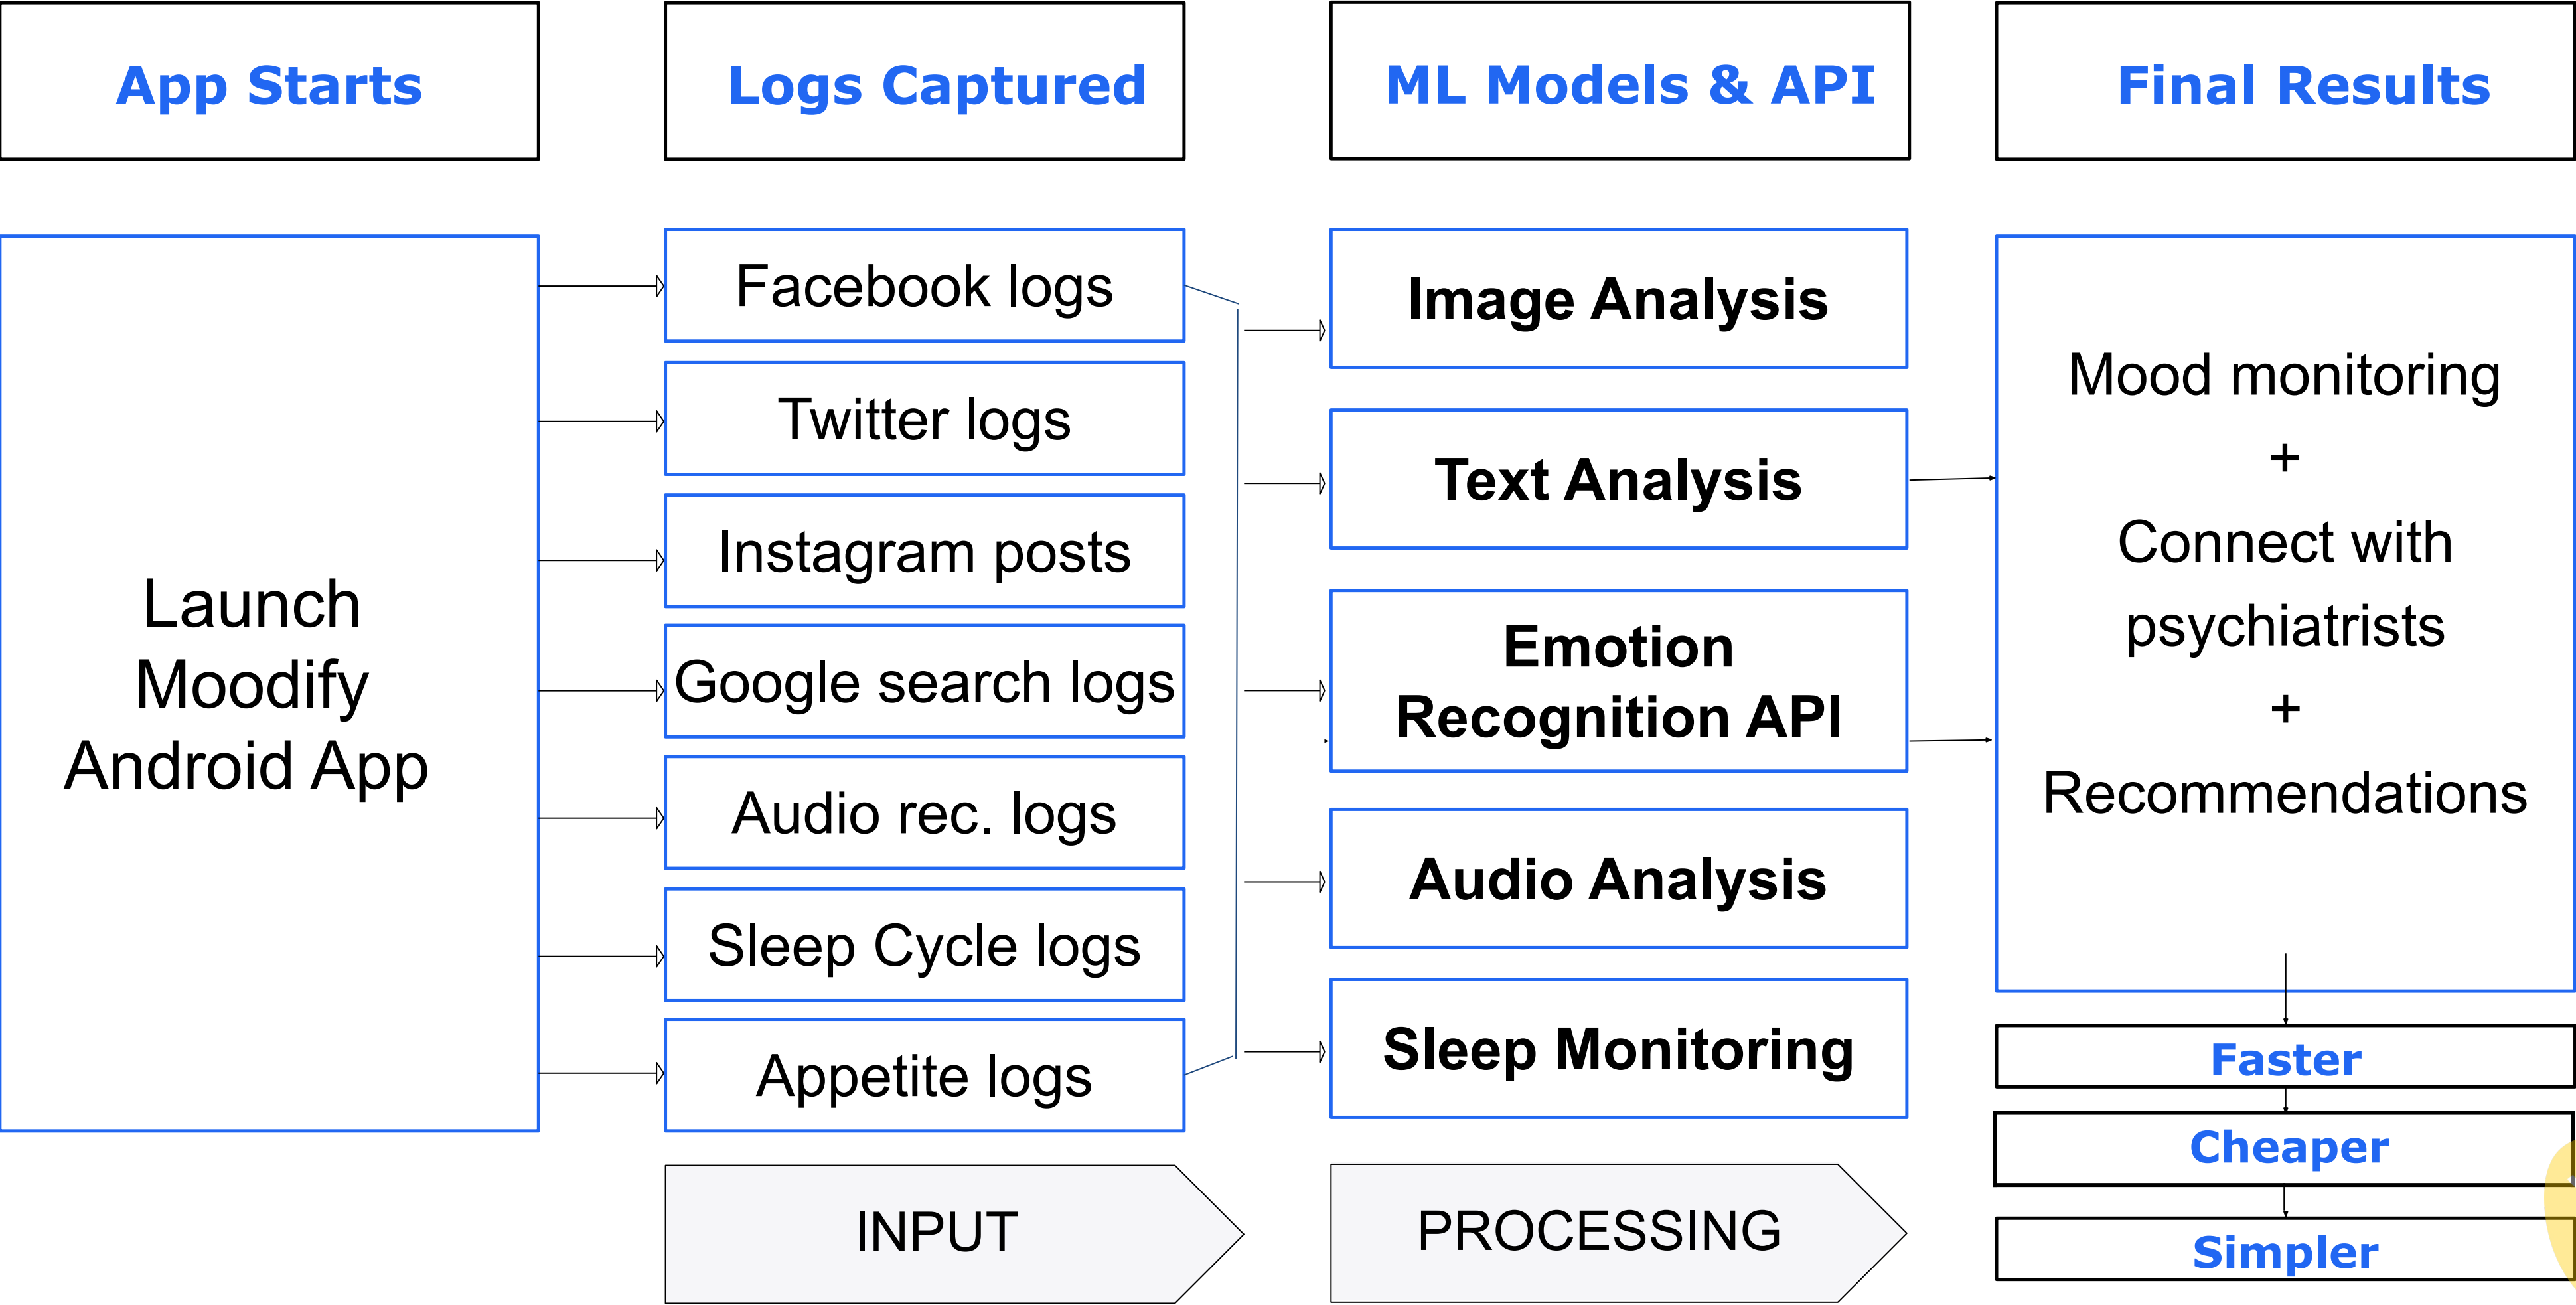 App Starts
Logs Captured
ML Models & API
Final Results
Launch
Moodify
Android App
Facebook logs
Twitter logs
Instagram posts
Google search logs
Audio rec. logs
Sleep Cycle logs
Appetite logs
INPUT
Image Analysis
Text Analysis
Emotion
Recognition API
Audio Analysis
Sleep Monitoring
PROCESSING
Mood monitoring
+
Connect with
psychiatrists
+
Recommendations
Faster
Cheaper
Simpler